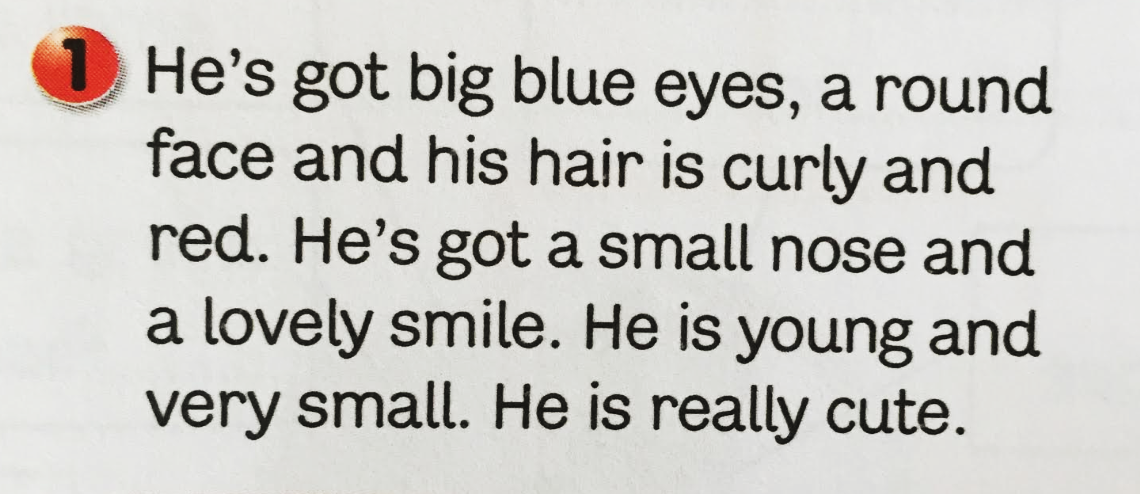 1 He's got big blue eyes, a round
face and his hair is curly and
red. He's got a small nose and
a lovely smile. He is young and
very small. He is really cute.